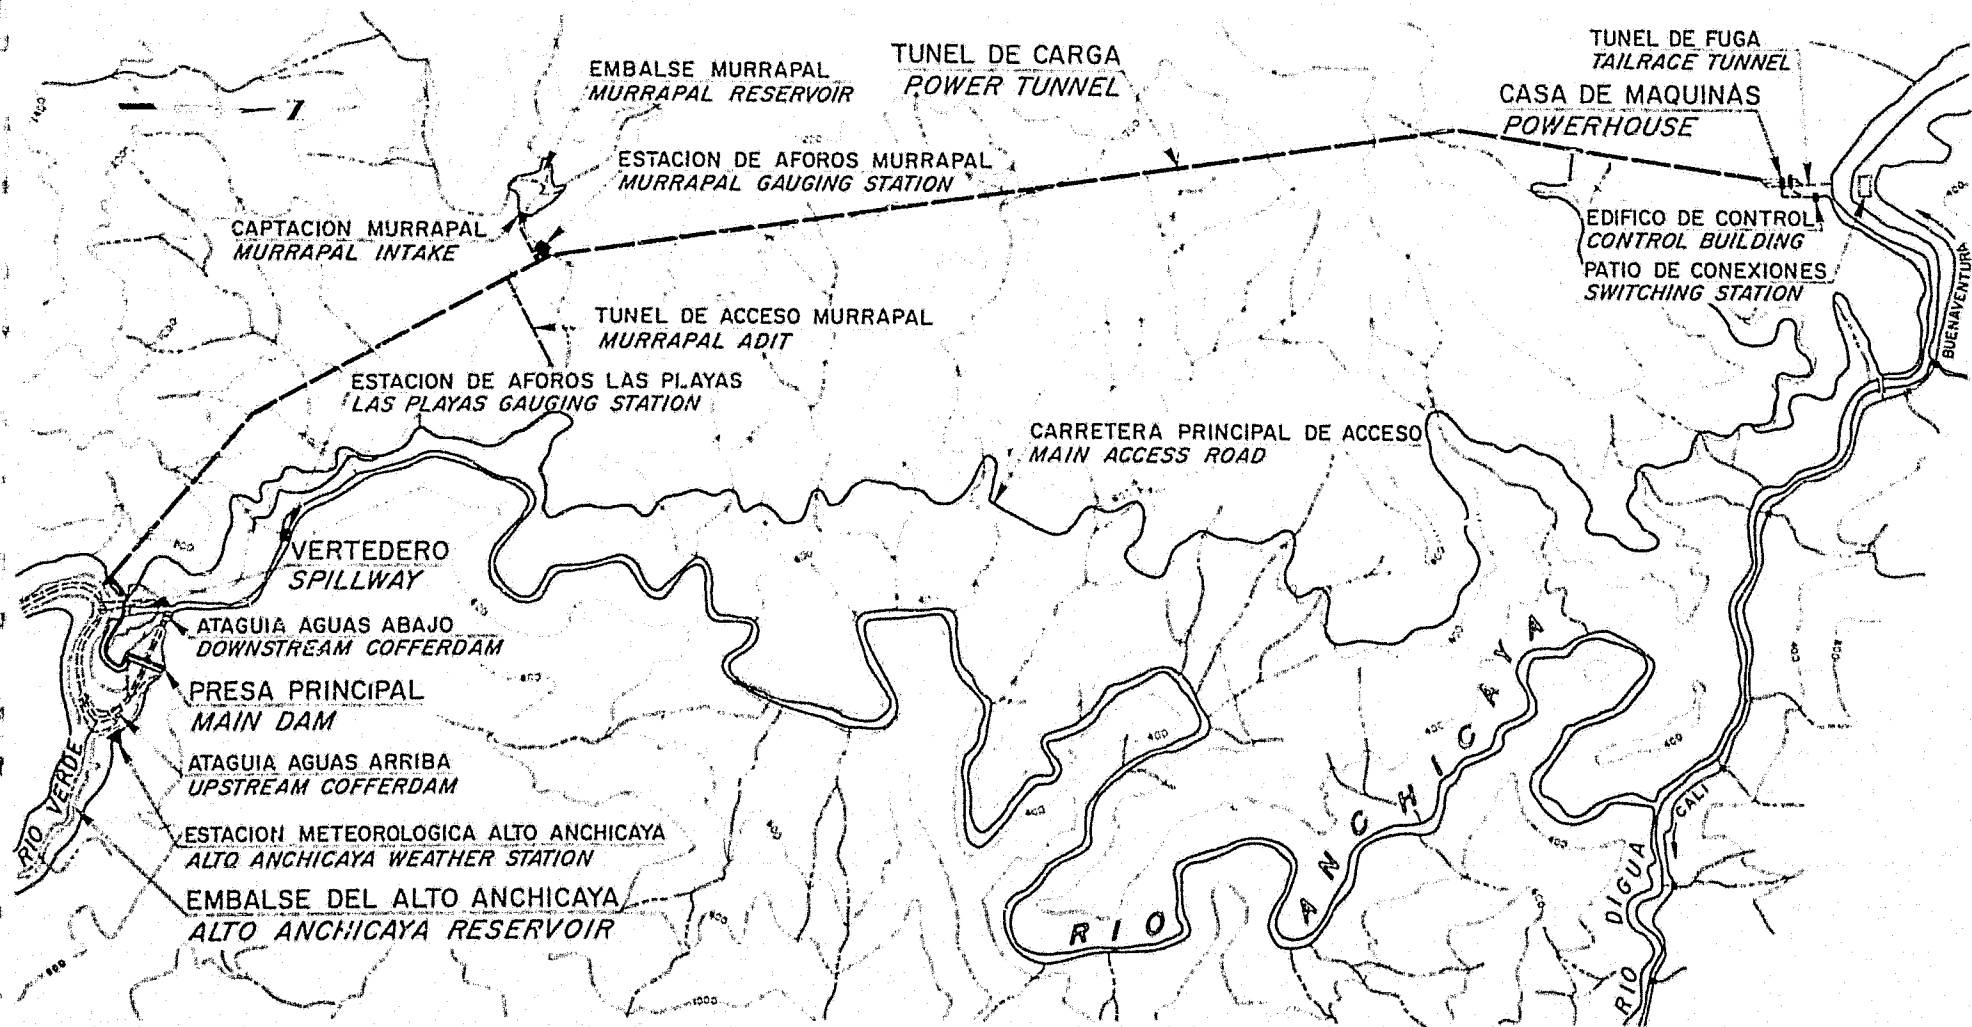 TUNEL DE CARGA
POWER TUNNEL
TUNEL DE FUGA
TAILRACE TUNNEL
CASA DE MAQUINAS
POWERHOUSE
EMBALSE MURRAPAL
MURRAPAL RESERVOIR
ESTACION DE AFOROS MURRAPAL
MURRAPAL GAUGING STATION
CAPTACION MURRAPAL
MURRAPAL INTAKE
EDIFICO DE CONTROL
CONTROL BUILDING
PATIO DE CONEXIONES
SWITCHING STATION
BUENAVENTURA
TUNEL DE ACCESO MURRAPAL
MURRAPAL ADIT
ESTACION DE AFOROS LAS PLAYAS
LAS PLAYAS GAUGING STATION
CARRETERA PRINCIPAL DE ACCESO
MAIN ACCESS ROAD
VERTEDERO
SPILLWAY
ATAGUIA AGUAS ABAJO
DOWNSTREAM COFFERDAM
PRESA PRINCIPAL
MAIN DAM
ATAGUIA AGUAS ARRIBA
UPSTREAM COFFERDAM
ESTACION METEOROLOGICA ALTO ANCHICAYA
ALTO ANCHICAYA WEATHER STATION
EMBALSE DEL ALTO ANCHICAYA
ALTO ANCHICAYA RESERVOIR
RIO VERDE
RIO ANCHICAYA
CALI
RIO DIGUA
400
400
400
400
1000